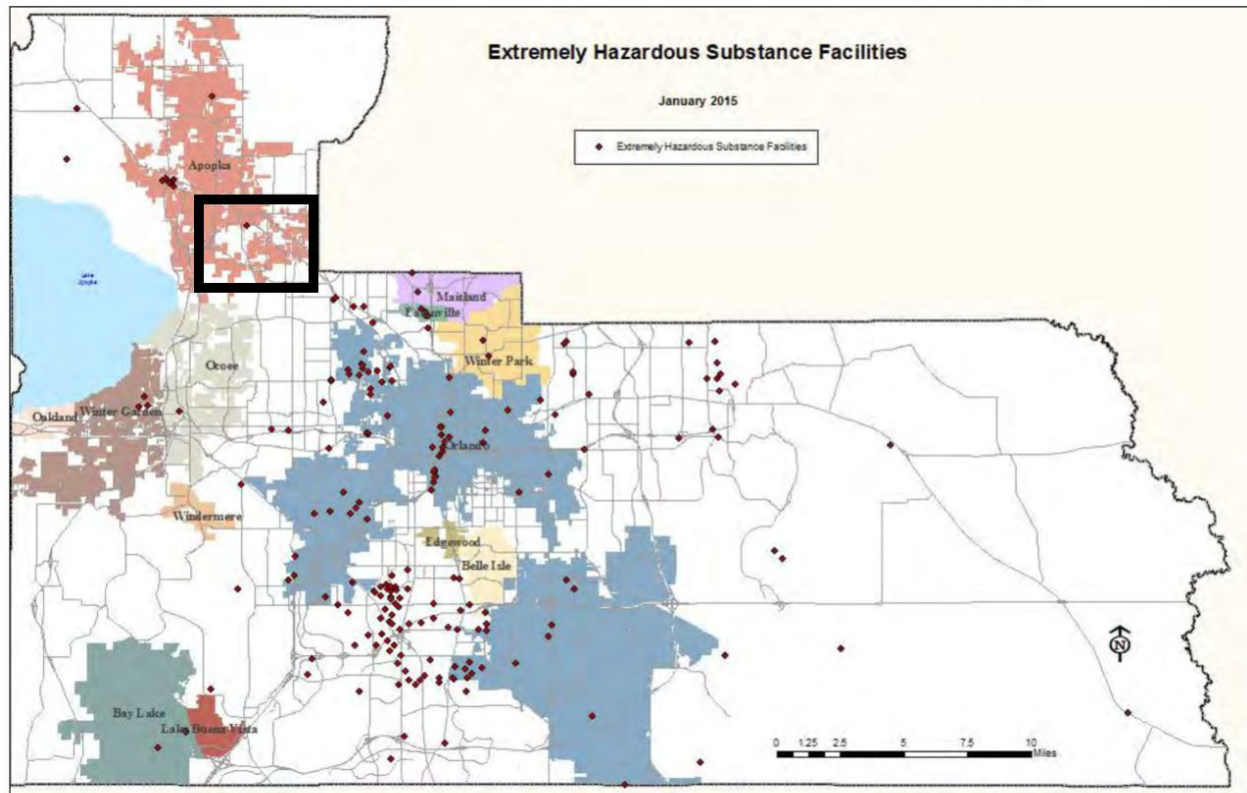 Extremely Hazardous Substance Facilities
January 2015
Extremely Hazardous Substance Facilities
Apopka
Lake
Apopka
Maitland
Eatonville
Winter Park
Ocoee
Oakland
Winter Garden
Orlando
Windermere
Edgewood
Belle Isle
N
Bay Lake
Lake Buena Vista
0 1.25 2.5 5 7.5 10
Miles